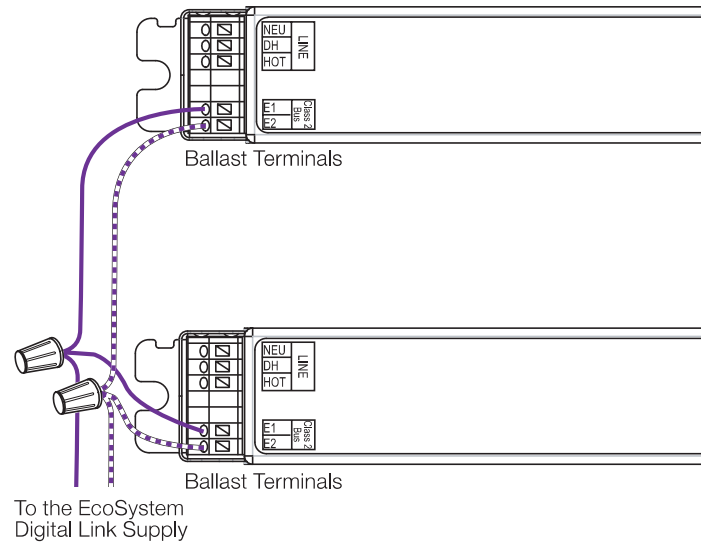 NEU
DH
HOT
LINE
E1
E2
Class 2
Bus
Ballast Terminals
NEU
DH
HOT
LINE
E1
E2
Class 2
Bus
Ballast Terminals
To the EcoSystem
Digital Link Supply